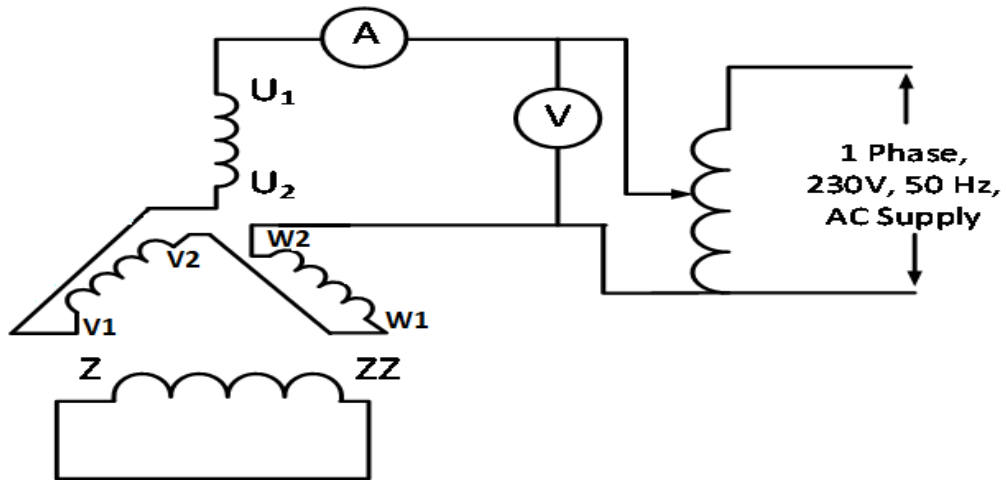 A
U₁
V
1 Phase,
230V, 50 Hz,
AC Supply
U₂
W2
V2
V1
W1
Z
ZZ